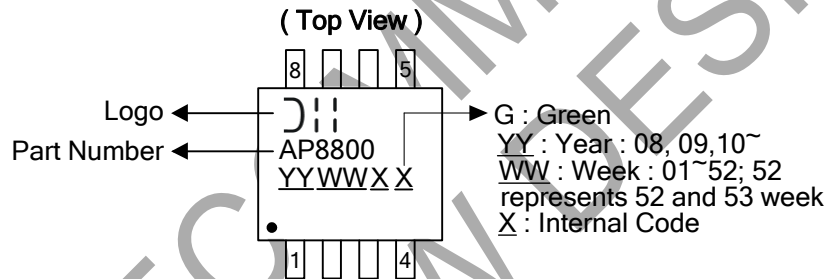 ( Top View )
8 5
Logo
Part Number
AP8800
YYWWX X
1 4
G : Green
YY : Year : 08, 09,10~
WW : Week : 01~52; 52
represents 52 and 53 week
X : Internal Code